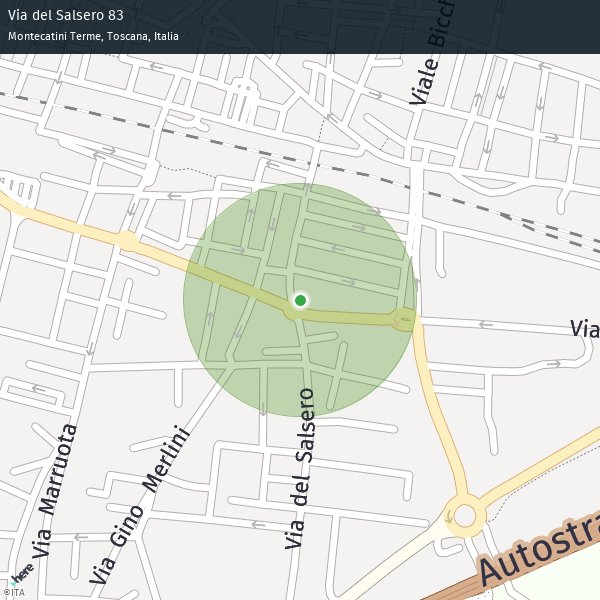 Via del Salsero 83
Montecatini Terme, Toscana, Italia
Viale Bicch
Via
Via del Salsero
Via Marruota
Via Gino Merlini
Autostra
here
©ITA